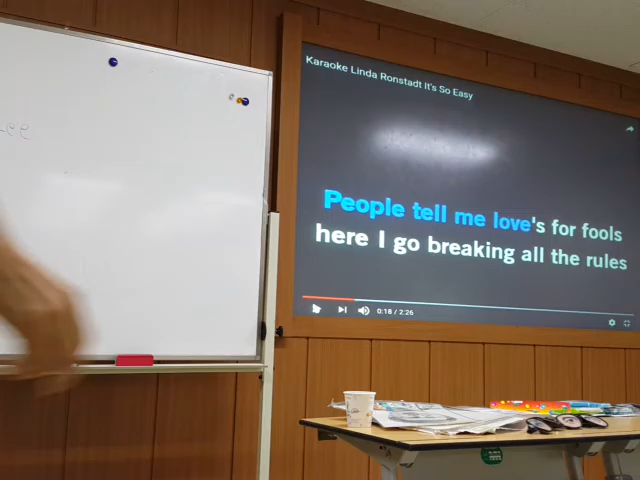 Lee
Karaoke Linda Ronstadt It's So Easy
People tell me love's for fools
here I go breaking all the rules
0:18 / 2:26